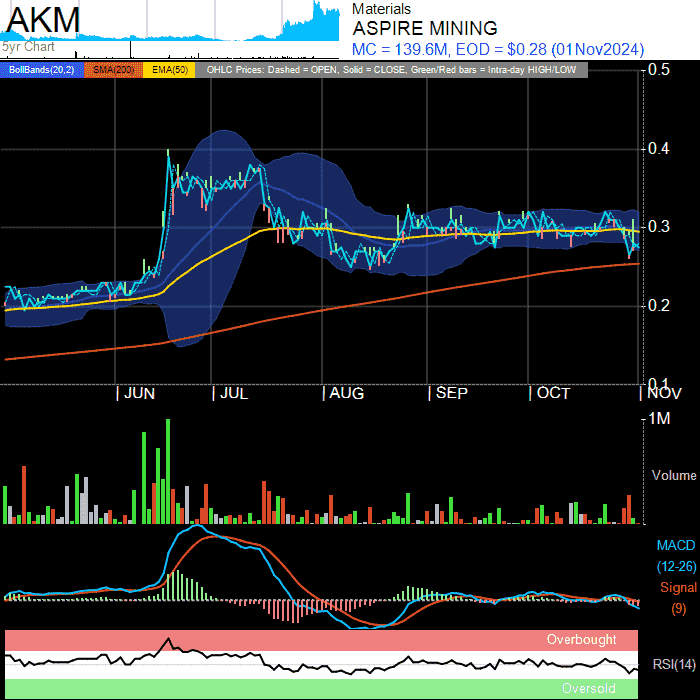 AKM
5yr Chart
Materials
ASPIRE MINING
MC = 139.6M, EOD = $0.28 (01Nov2024)
BollBands(20,2) SMA(200) EMA(50) OHLC Prices: Dashed = OPEN, Solid = CLOSE, Green/Red bars = Intra-day HIGH/LOW
0.5
0.4
0.3
0.2
0.1
JUN JUL AUG SEP OCT NOV
1M
Volume
MACD
(12-26)
Signal
(9)
Overbought
RSI(14)
Oversold